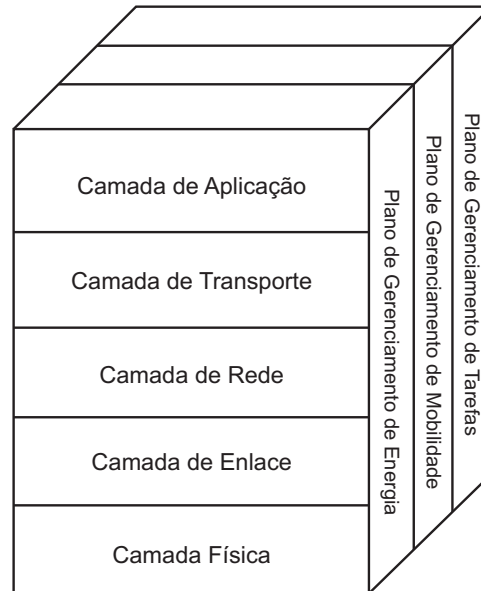 Camada de Aplicação
Camada de Transporte
Camada de Rede
Camada de Enlace
Camada Física
Plano de Gerenciamento de Energia
Plano de Gerenciamento de Mobilidade
Plano de Gerenciamento de Tarefas